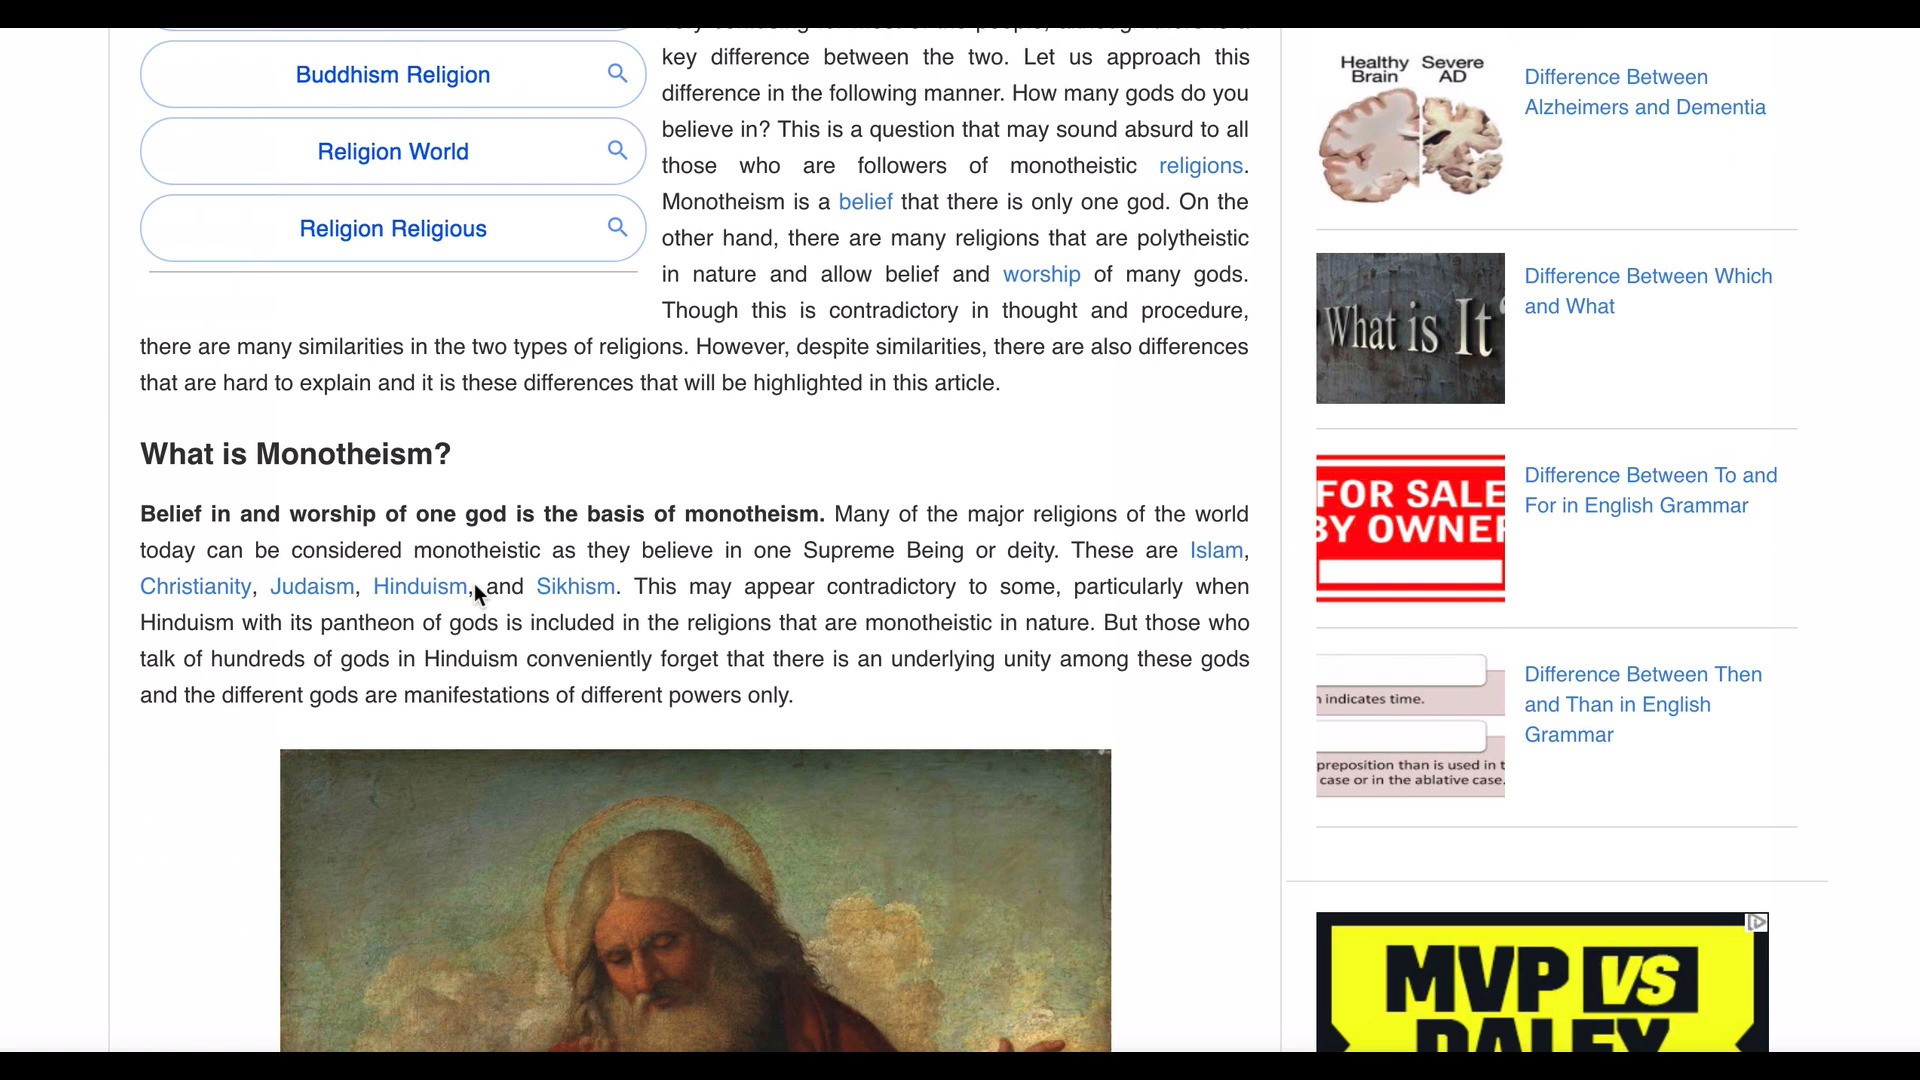 Buddhism Religion
Religion World
Religion Religious
key difference between the two. Let us approach this
difference in the following manner. How many gods do you
believe in? This is a question that may sound absurd to all
those who are followers of monotheistic religions.
Monotheism is a belief that there is only one god. On the
other hand, there are many religions that are polytheistic
in nature and allow belief and worship of many gods.
Though this is contradictory in thought and procedure,
there are many similarities in the two types of religions. However, despite similarities, there are also differences
that are hard to explain and it is these differences that will be highlighted in this article.
What is Monotheism?
Belief in and worship of one god is the basis of monotheism. Many of the major religions of the world
today can be considered monotheistic as they believe in one Supreme Being or deity. These are Islam,
Christianity, Judaism, Hinduism, and Sikhism. This may appear contradictory to some, particularly when
Hinduism with its pantheon of gods is included in the religions that are monotheistic in nature. But those who
talk of hundreds of gods in Hinduism conveniently forget that there is an underlying unity among these gods
and the different gods are manifestations of different powers only.
Healthy Severe
Brain AD
Difference Between
Alzheimers and Dementia
What is It
Difference Between Which
and What
FOR SALE
BY OWNER
Difference Between To and
For in English Grammar
n indicates time.
preposition than is used in t
case or in the ablative case.
Difference Between Then
and Than in English
Grammar
MVP VS
DALEY